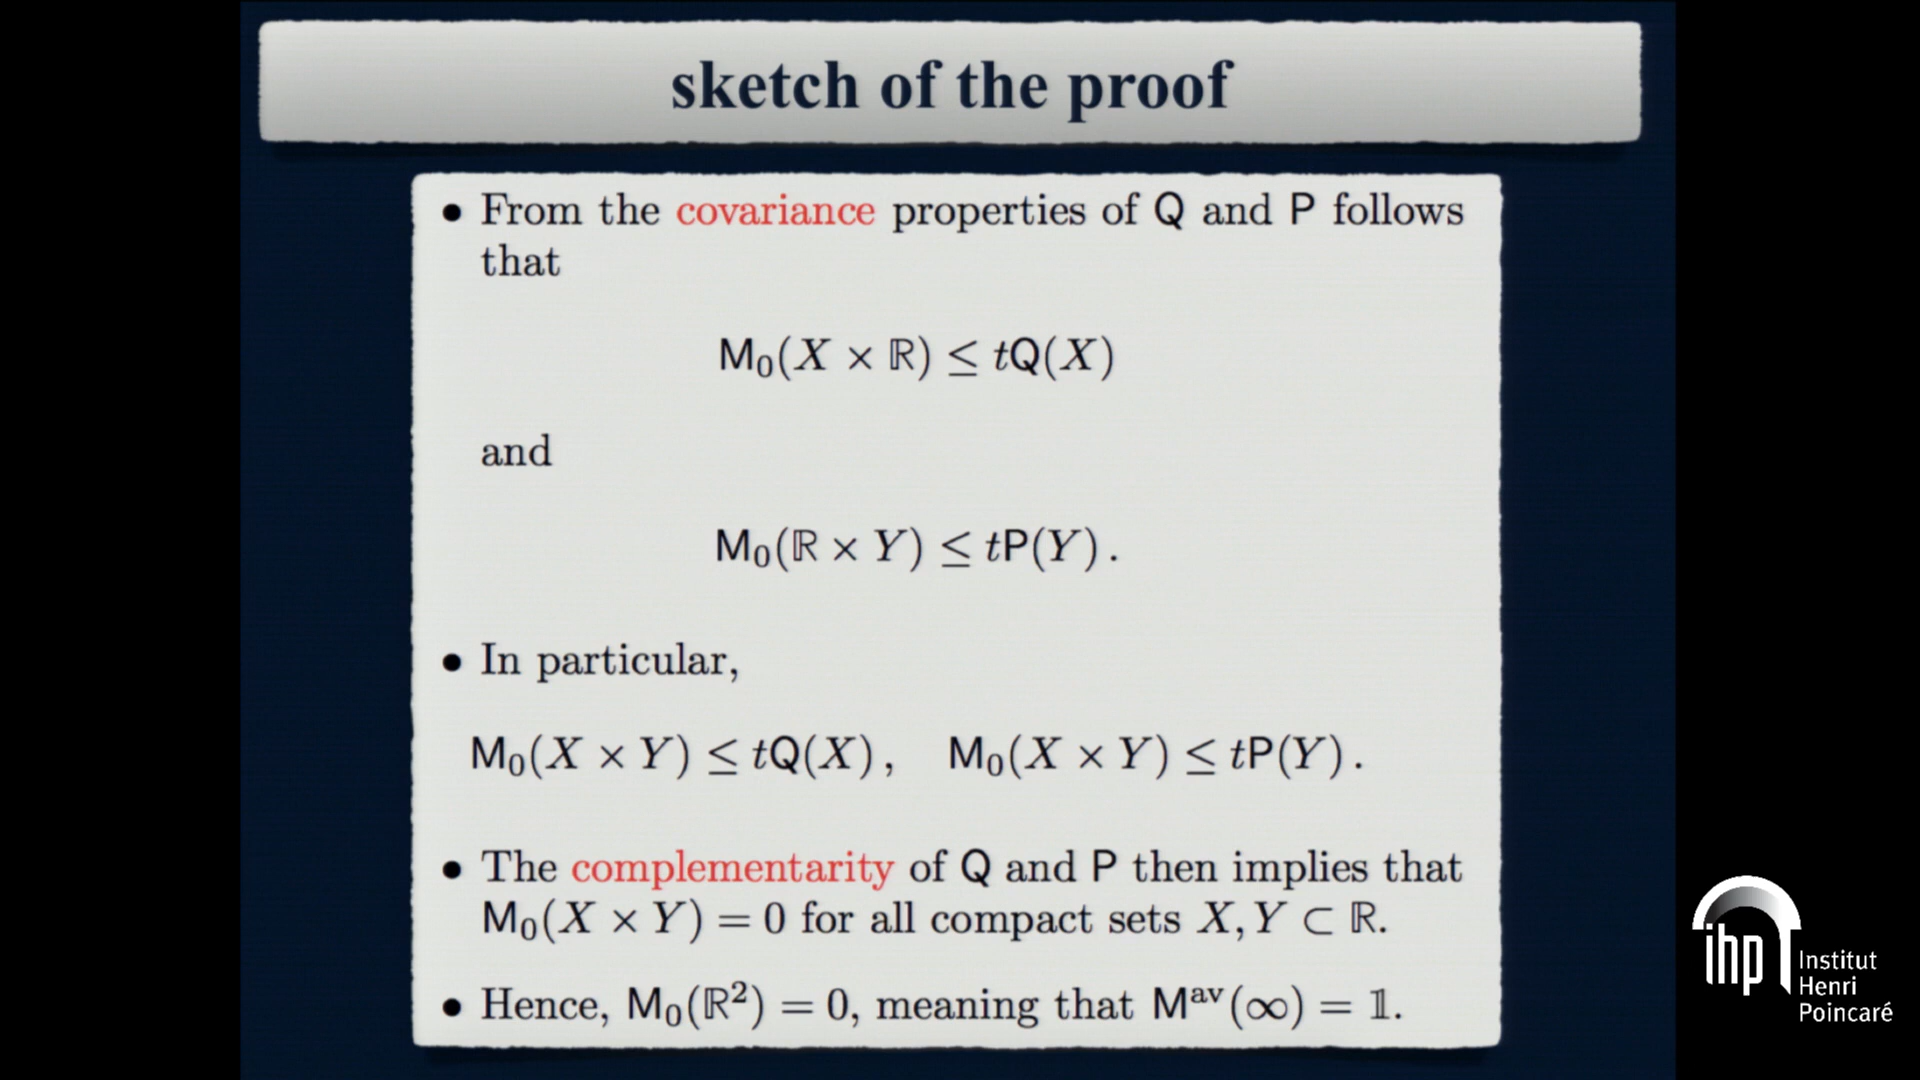 sketch of the proof
• From the covariance properties of Q and P follows
that
M₀(X × ℝ) ≤ tQ(X)
and
M₀(ℝ × Y) ≤ tP(Y).
• In particular,
M₀(X × Y) ≤ tQ(X), M₀(X × Y) ≤ tP(Y).
• The complementarity of Q and P then implies that
M₀(X × Y) = 0 for all compact sets X, Y ⊂ ℝ.
• Hence, M₀(ℝ²) = 0, meaning that Mᵃᵛ(∞) = 𝟙.
ihp
Institut
Henri
Poincaré